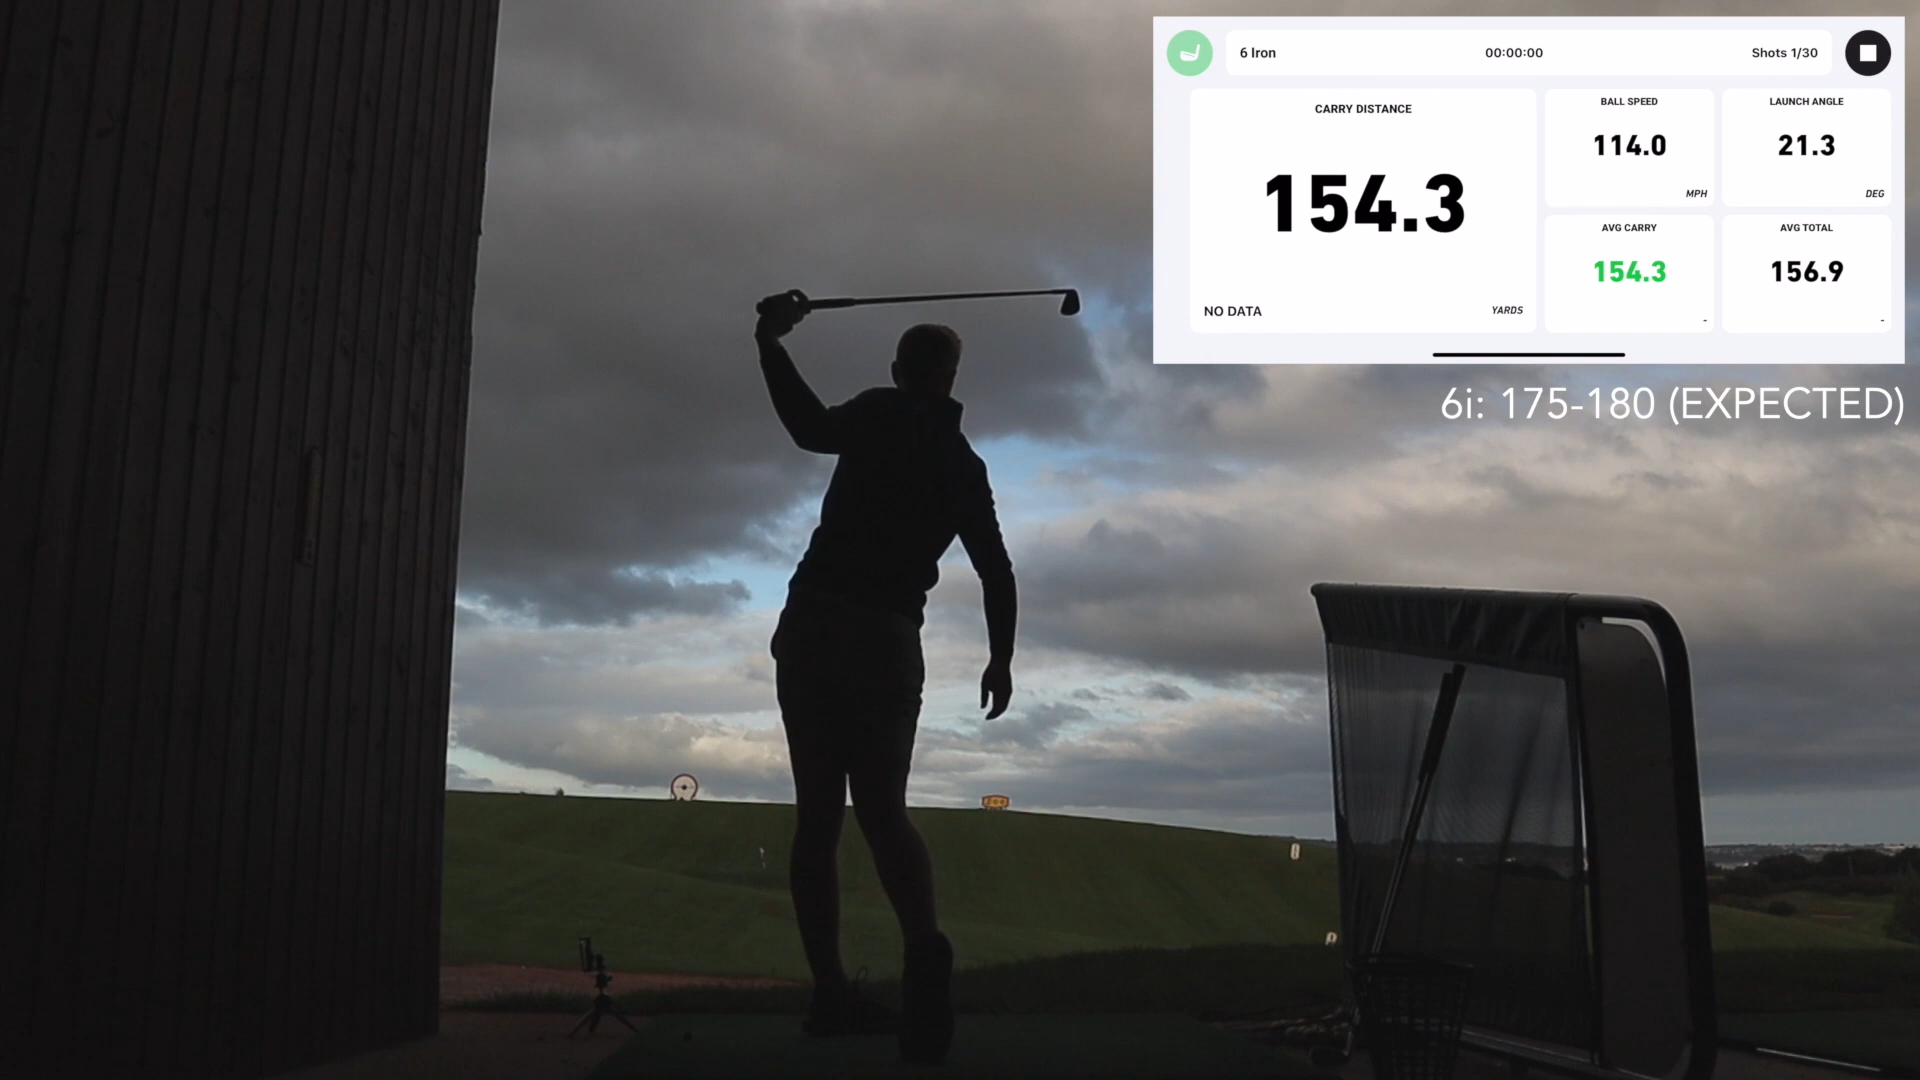 6 Iron 00:00:00 Shots 1/30
CARRY DISTANCE
154.3
NO DATA YARDS
BALL SPEED
114.0
MPH
LAUNCH ANGLE
21.3
DEG
AVG CARRY
154.3
-
AVG TOTAL
156.9
-
6i: 175-180 (EXPECTED)